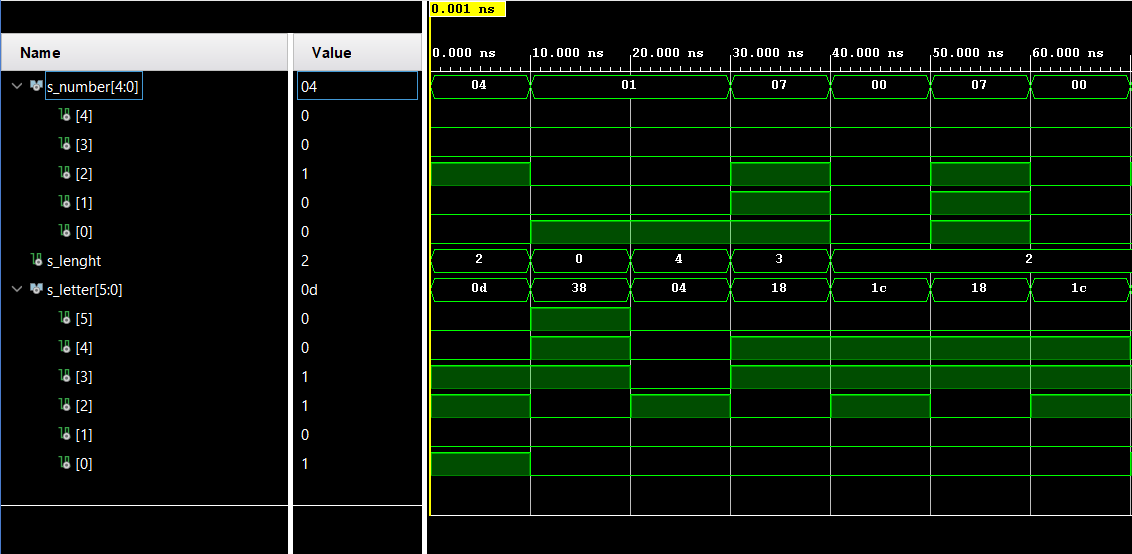 0.001 ns
Name Value 0.000 ns 10.000 ns 20.000 ns 30.000 ns 40.000 ns 50.000 ns 60.000 ns
s_number[4:0] 04 04 01 07 00 07 00
[4] 0
[3] 0
[2] 1
[1] 0
[0] 0
s_lenght 2 2 0 4 3 2
s_letter[5:0] 0d 0d 38 04 18 1c 18 1c
[5] 0
[4] 0
[3] 1
[2] 1
[1] 0
[0] 1